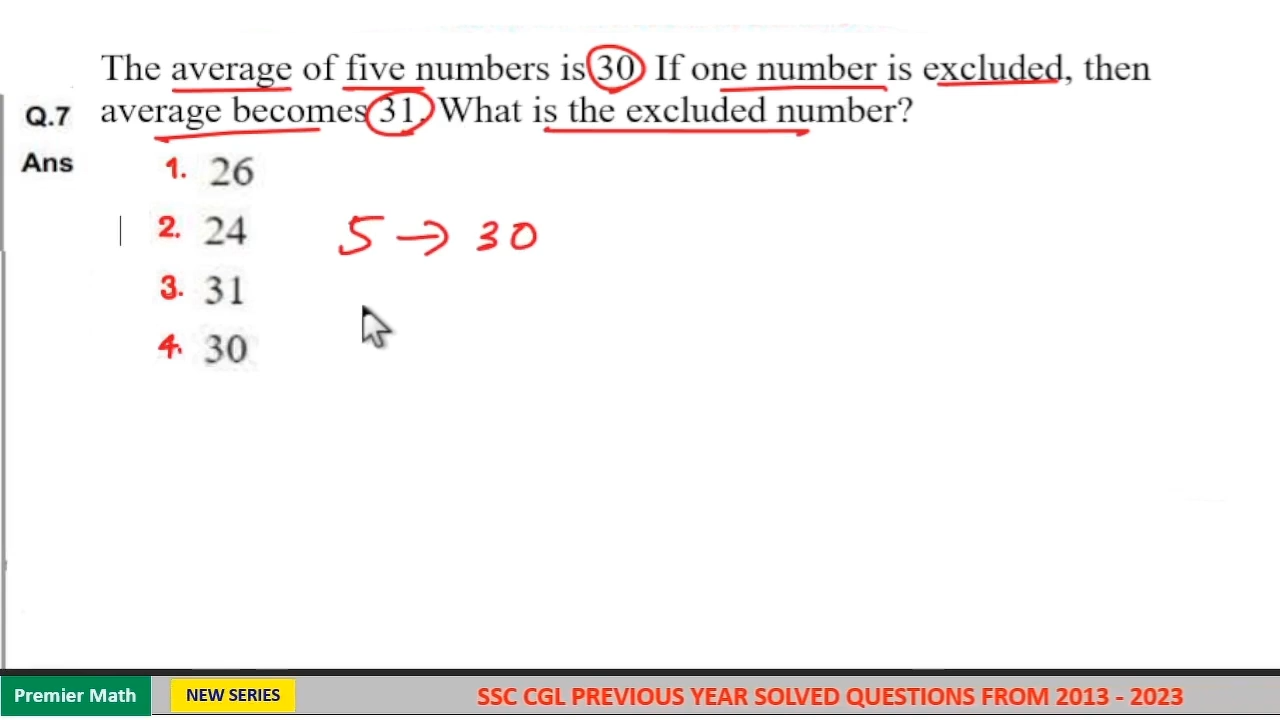 The average of five numbers is 30 If one number is excluded, then
Q.7 average becomes 31. What is the excluded number?
Ans
1. 26
2. 24
3. 31
4. 30
5 → 30
Premier Math NEW SERIES SSC CGL PREVIOUS YEAR SOLVED QUESTIONS FROM 2013 - 2023